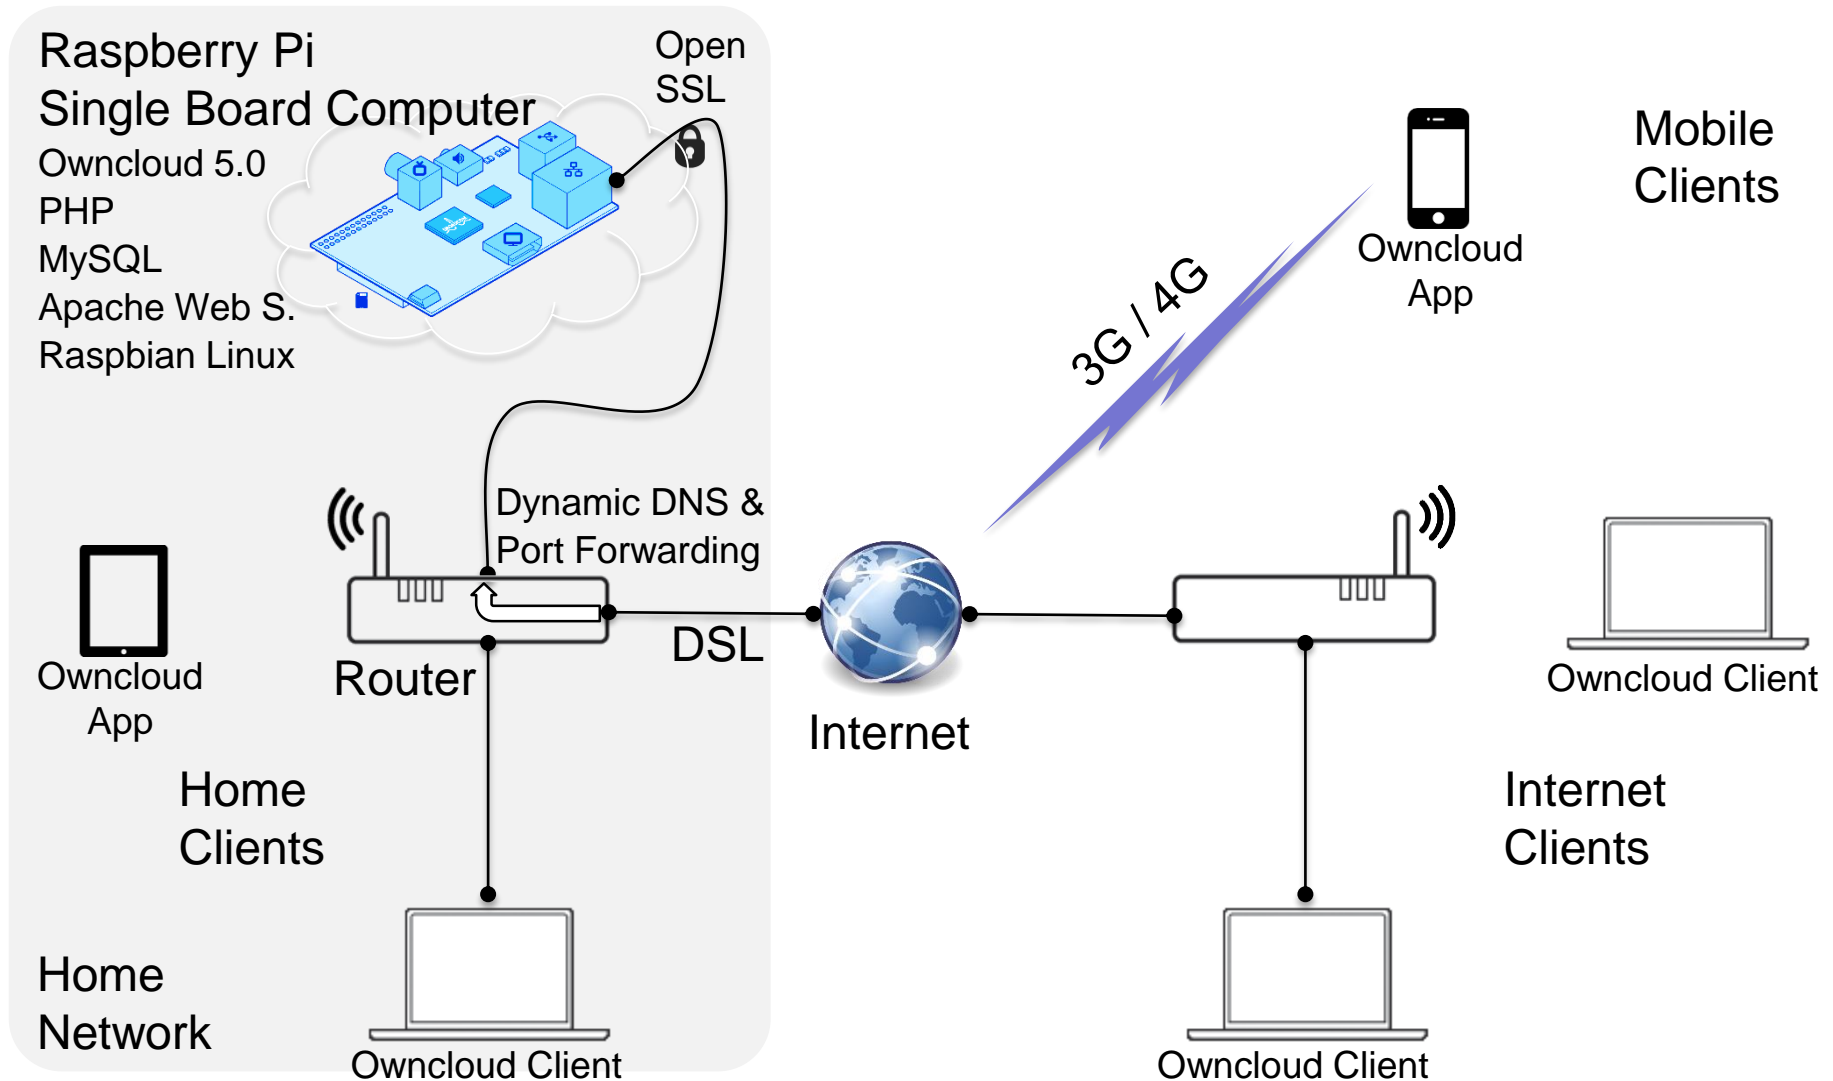 Raspberry Pi
Single Board Computer
Owncloud 5.0
PHP
MySQL
Apache Web S.
Raspbian Linux
Open
SSL
Mobile
Clients
Owncloud
App
3G / 4G
Dynamic DNS &
Port Forwarding
Owncloud
App
Router
DSL
Internet
Owncloud Client
Home
Clients
Internet
Clients
Home
Network
Owncloud Client
Owncloud Client